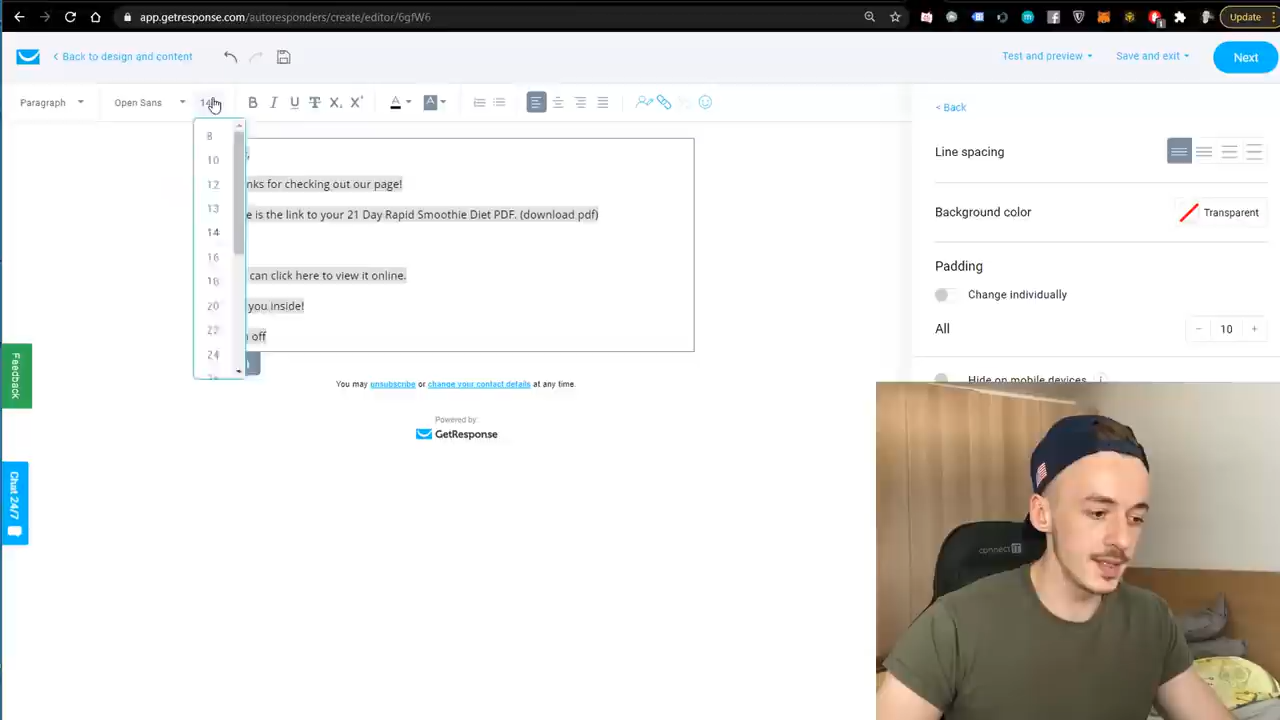 app.getresponse.com/autoresponders/create/editor/6gfW6
Update
< Back to design and content
Test and preview
Save and exit
Next
Paragraph
Open Sans
14
8
10
12
13
14
16
18
20
22
24
nks for checking out our page!
e is the link to your 21 Day Rapid Smoothie Diet PDF. (download pdf)
can click here to view it online.
you inside!
off
You may unsubscribe or change your contact details at any time.
Powered by:
GetResponse
Feedback
Chat 24/7
< Back
Line spacing
Background color
Transparent
Padding
Change individually
All
10
Hide on mobile devices
connect IT